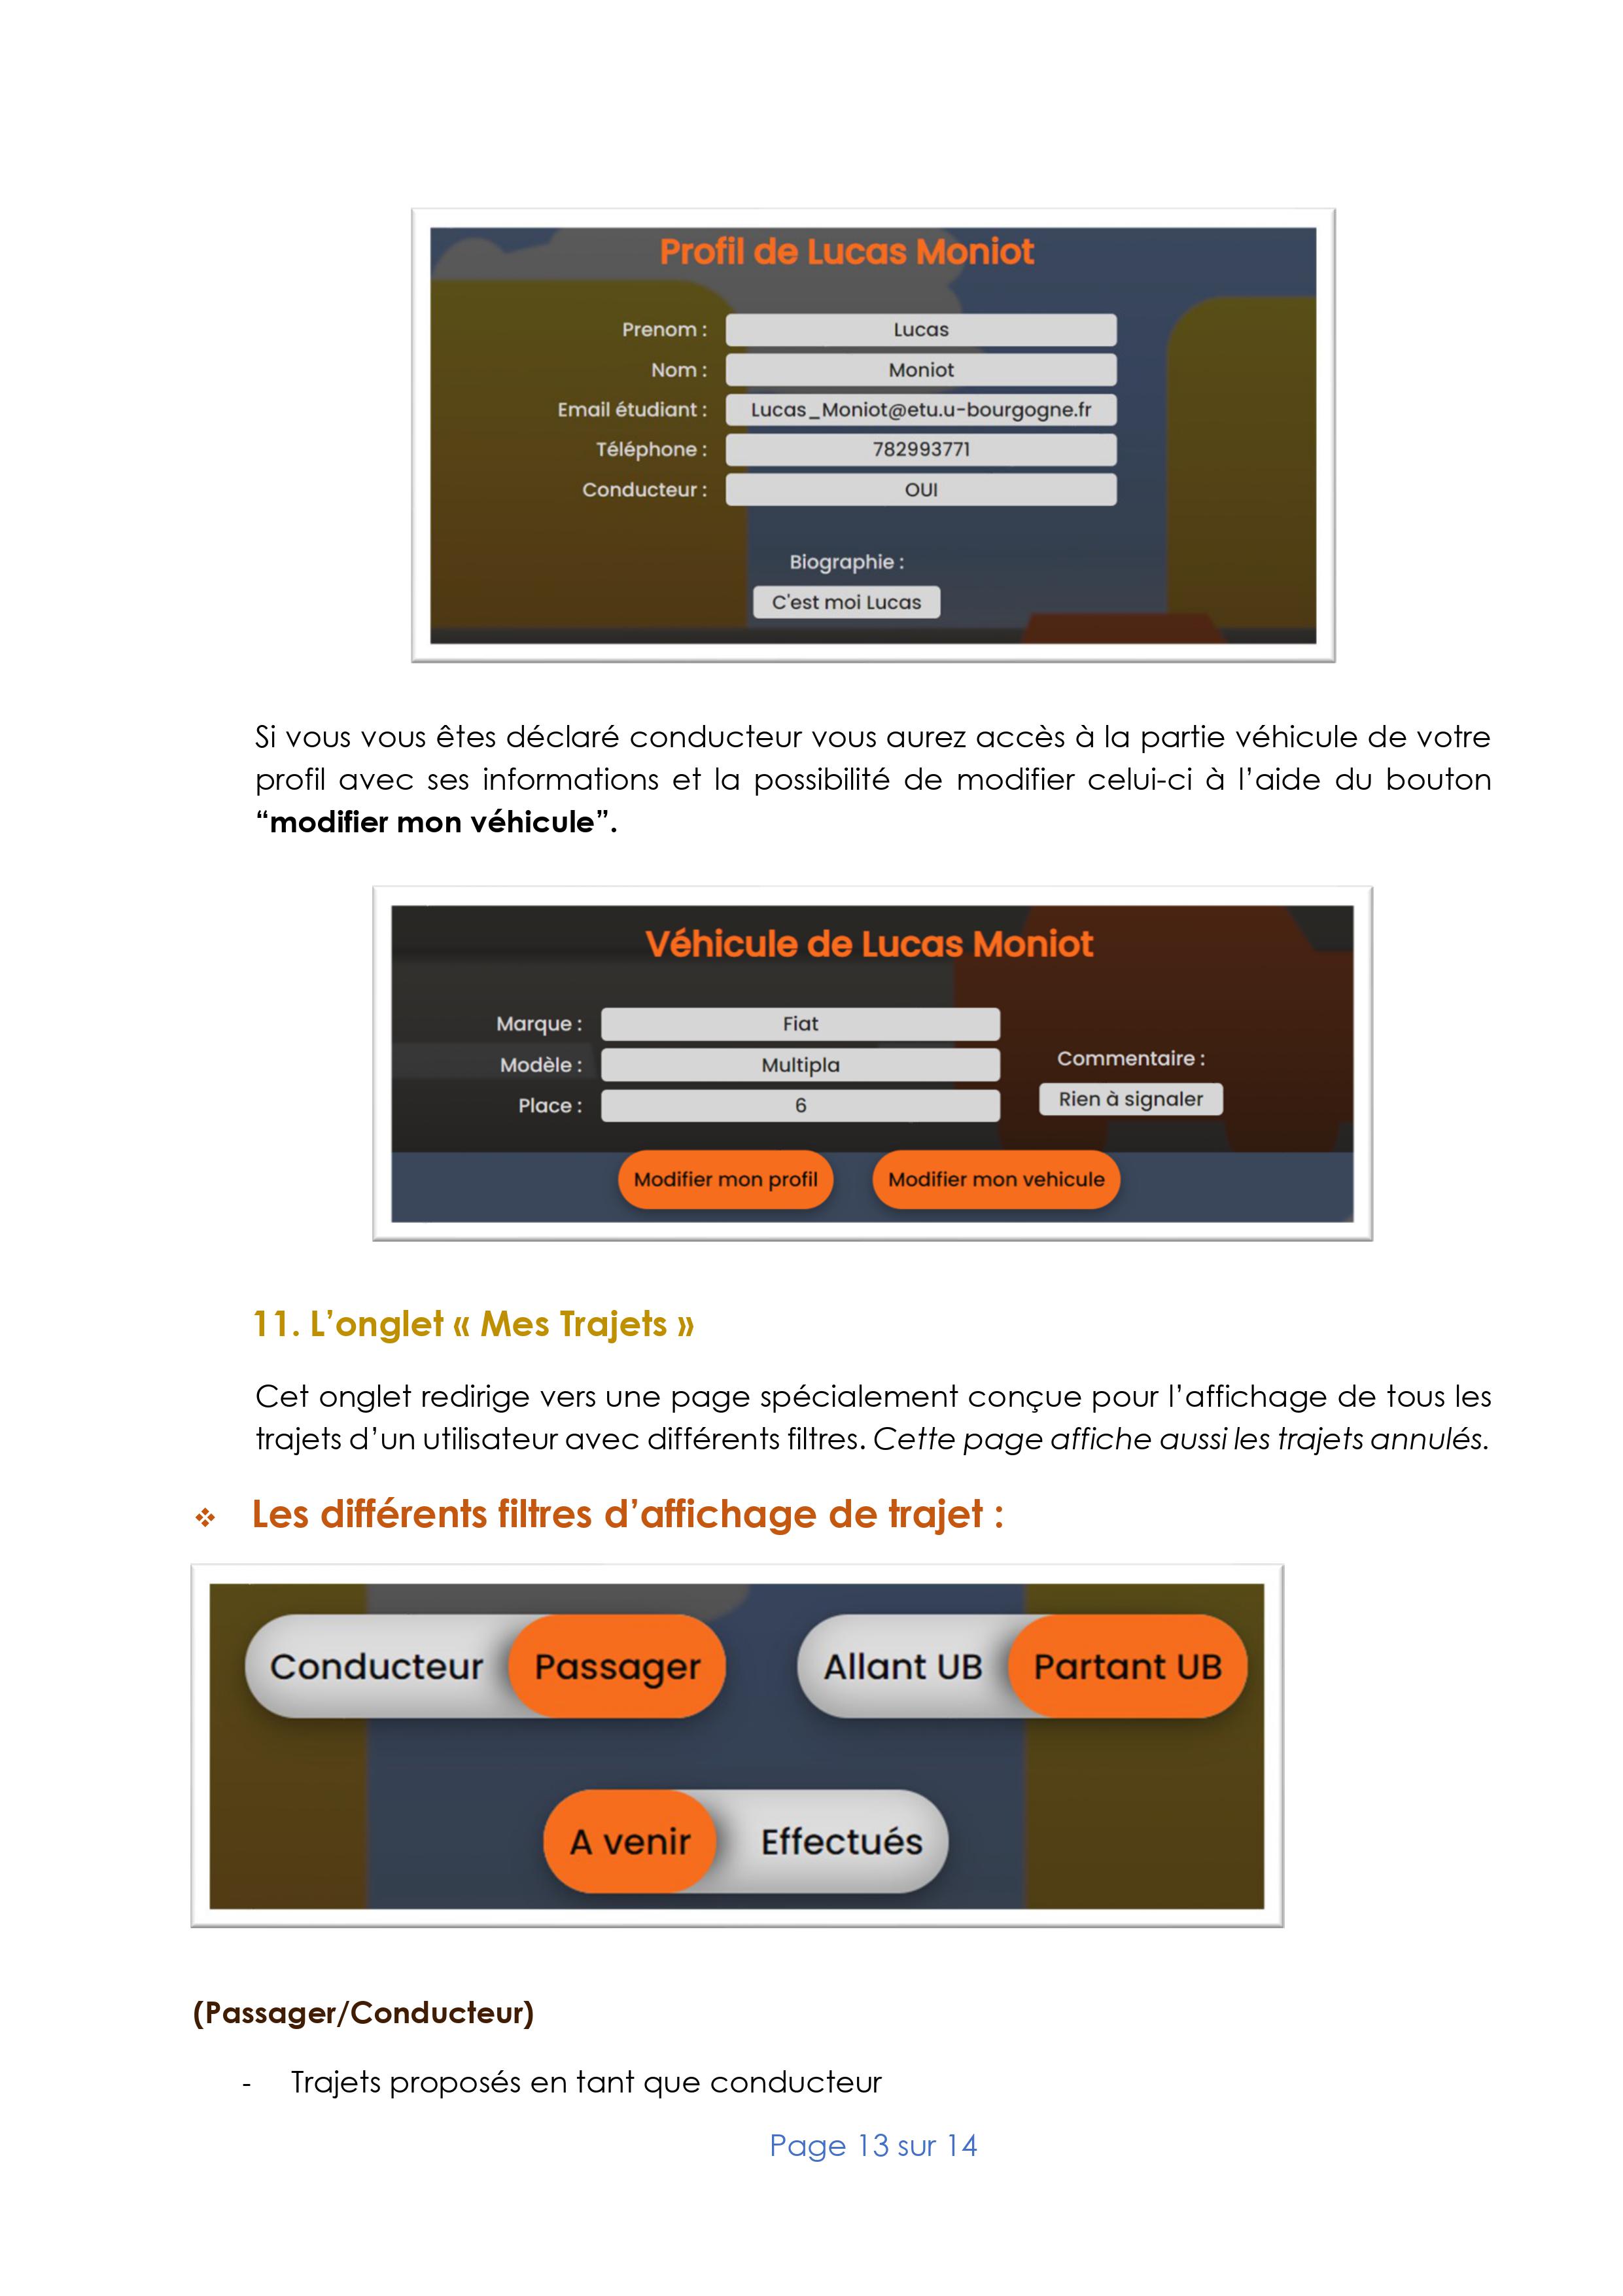 Profil de Lucas Moniot
Prenom : Lucas
Nom : Moniot
Email étudiant : Lucas_Moniot@etu.u-bourgogne.fr
Téléphone : 782993771
Conducteur : OUI
Biographie :
C'est moi Lucas
Si vous vous êtes déclaré conducteur vous aurez accès à la partie véhicule de votre
profil avec ses informations et la possibilité de modifier celui-ci à l’aide du bouton
“modifier mon véhicule”.
Véhicule de Lucas Moniot
Marque : Fiat
Modèle : Multipla
Place : 6
Commentaire :
Rien à signaler
Modifier mon profil Modifier mon vehicule
11. L’onglet « Mes Trajets »
Cet onglet redirige vers une page spécialement conçue pour l’affichage de tous les
trajets d’un utilisateur avec différents filtres. Cette page affiche aussi les trajets annulés.
❖ Les différents filtres d’affichage de trajet :
Conducteur Passager Allant UB Partant UB
A venir Effectués
(Passager/Conducteur)
- Trajets proposés en tant que conducteur
Page 13 sur 14